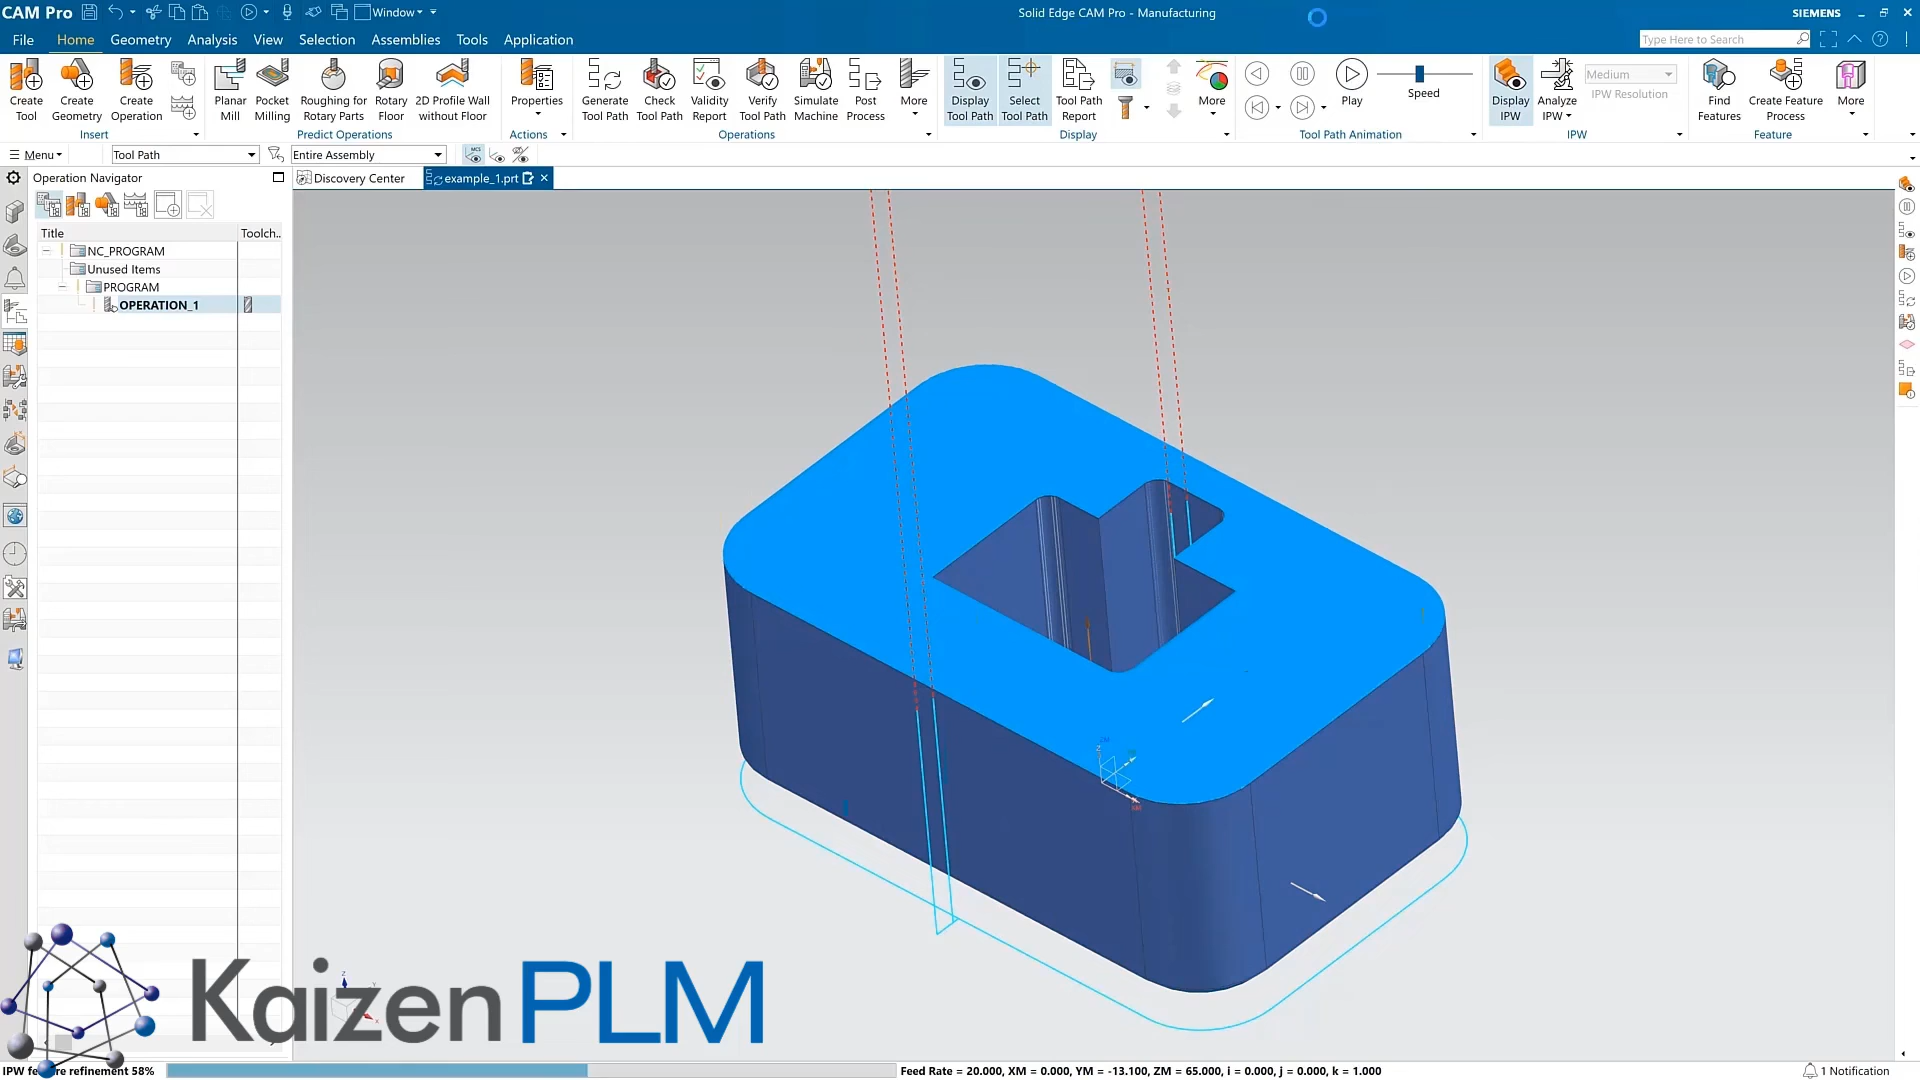 CAM Pro
Window
Solid Edge CAM Pro - Manufacturing
SIEMENS
File Home Geometry Analysis View Selection Assemblies Tools Application
Type Here to Search
Create Tool
Create Geometry
Create Operation
Insert
Planar Mill
Pocket Milling
Roughing for Rotary Parts
Rotary Floor
2D Profile Wall without Floor
Predict Operations
Properties
Actions
Generate Tool Path
Check Tool Path
Validity Report
Verify Tool Path
Simulate Machine
Post Process
More
Operations
Display Tool Path
Select Tool Path
Tool Path Report
More
Display
Play
Speed
Tool Path Animation
Display IPW
Analyze IPW
Medium
IPW Resolution
IPW
Find Features
Create Feature Process
More
Feature
Menu
Tool Path
Entire Assembly
Operation Navigator
Discovery Center
example_1.prt
Title
Toolch..
NC_PROGRAM
Unused Items
PROGRAM
OPERATION_1
Kaizen PLM
IPW fe re refinement 58%
Feed Rate = 20.000, XM = 0.000, YM = -13.100, ZM = 65.000, i = 0.000, j = 0.000, k = 1.000
1 Notification